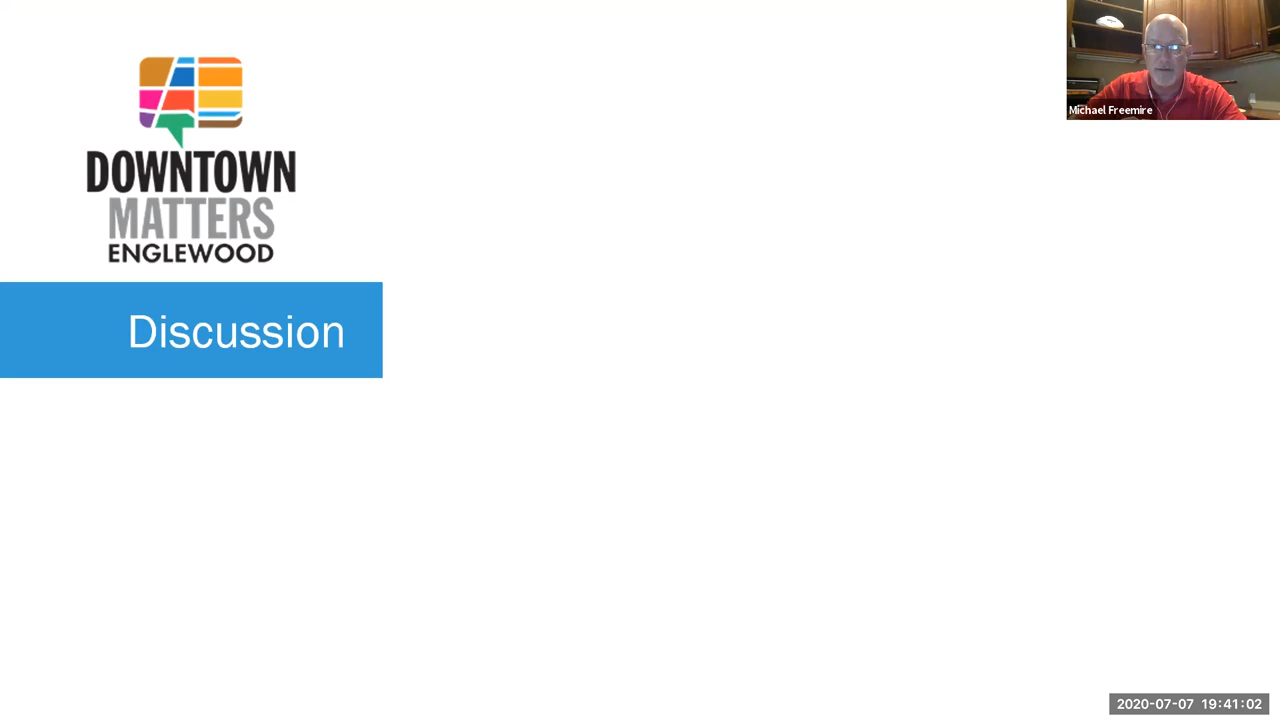 DOWNTOWN
MATTERS
ENGLEWOOD
Discussion
Michael Freemire
2020-07-07 19:41:02